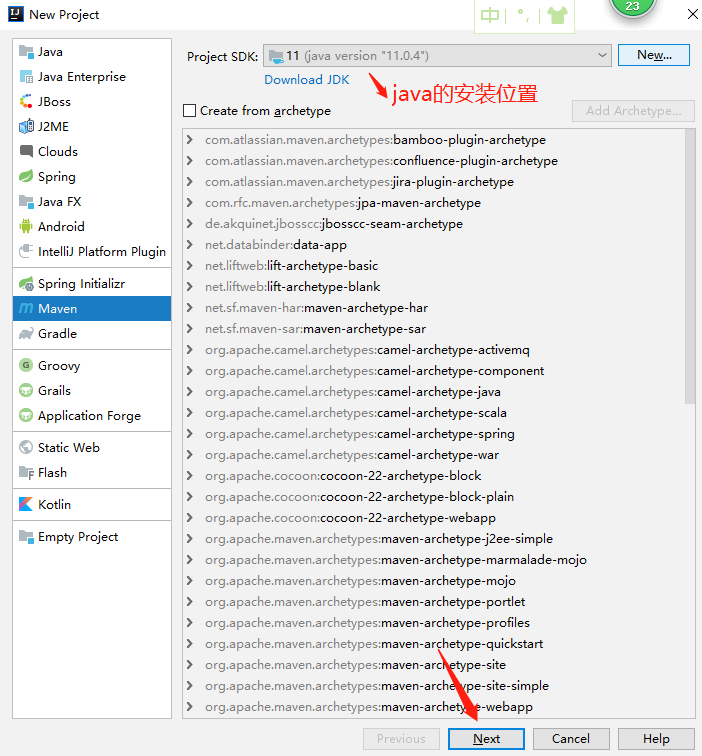 New Project
中
23
Java
Java Enterprise
JBoss
J2ME
Clouds
Spring
Java FX
Android
IntelliJ Platform Plugin
Spring Initializr
Maven
Gradle
Groovy
Grails
Application Forge
Static Web
Flash
Kotlin
Empty Project
Project SDK: 11 (java version "11.0.4") New...
Download JDK
java的安装位置
Create from archetype Add Archetype...
com.atlassian.maven.archetypes:bamboo-plugin-archetype
com.atlassian.maven.archetypes:confluence-plugin-archetype
com.atlassian.maven.archetypes:jira-plugin-archetype
com.rfc.maven.archetypes:jpa-maven-archetype
de.akquinet.jbosscc:jbosscc-seam-archetype
net.databinder:data-app
net.liftweb:lift-archetype-basic
net.liftweb:lift-archetype-blank
net.sf.maven-har:maven-archetype-har
net.sf.maven-sar:maven-archetype-sar
org.apache.camel.archetypes:camel-archetype-activemq
org.apache.camel.archetypes:camel-archetype-component
org.apache.camel.archetypes:camel-archetype-java
org.apache.camel.archetypes:camel-archetype-scala
org.apache.camel.archetypes:camel-archetype-spring
org.apache.camel.archetypes:camel-archetype-war
org.apache.cocoon:cocoon-22-archetype-block
org.apache.cocoon:cocoon-22-archetype-block-plain
org.apache.cocoon:cocoon-22-archetype-webapp
org.apache.maven.archetypes:maven-archetype-j2ee-simple
org.apache.maven.archetypes:maven-archetype-marmalade-mojo
org.apache.maven.archetypes:maven-archetype-mojo
org.apache.maven.archetypes:maven-archetype-portlet
org.apache.maven.archetypes:maven-archetype-profiles
org.apache.maven.archetypes:maven-archetype-quickstart
org.apache.maven.archetypes:maven-archetype-site
org.apache.maven.archetypes:maven-archetype-site-simple
org.apache.maven.archetypes:maven-archetype-webapp
Previous Next Cancel Help